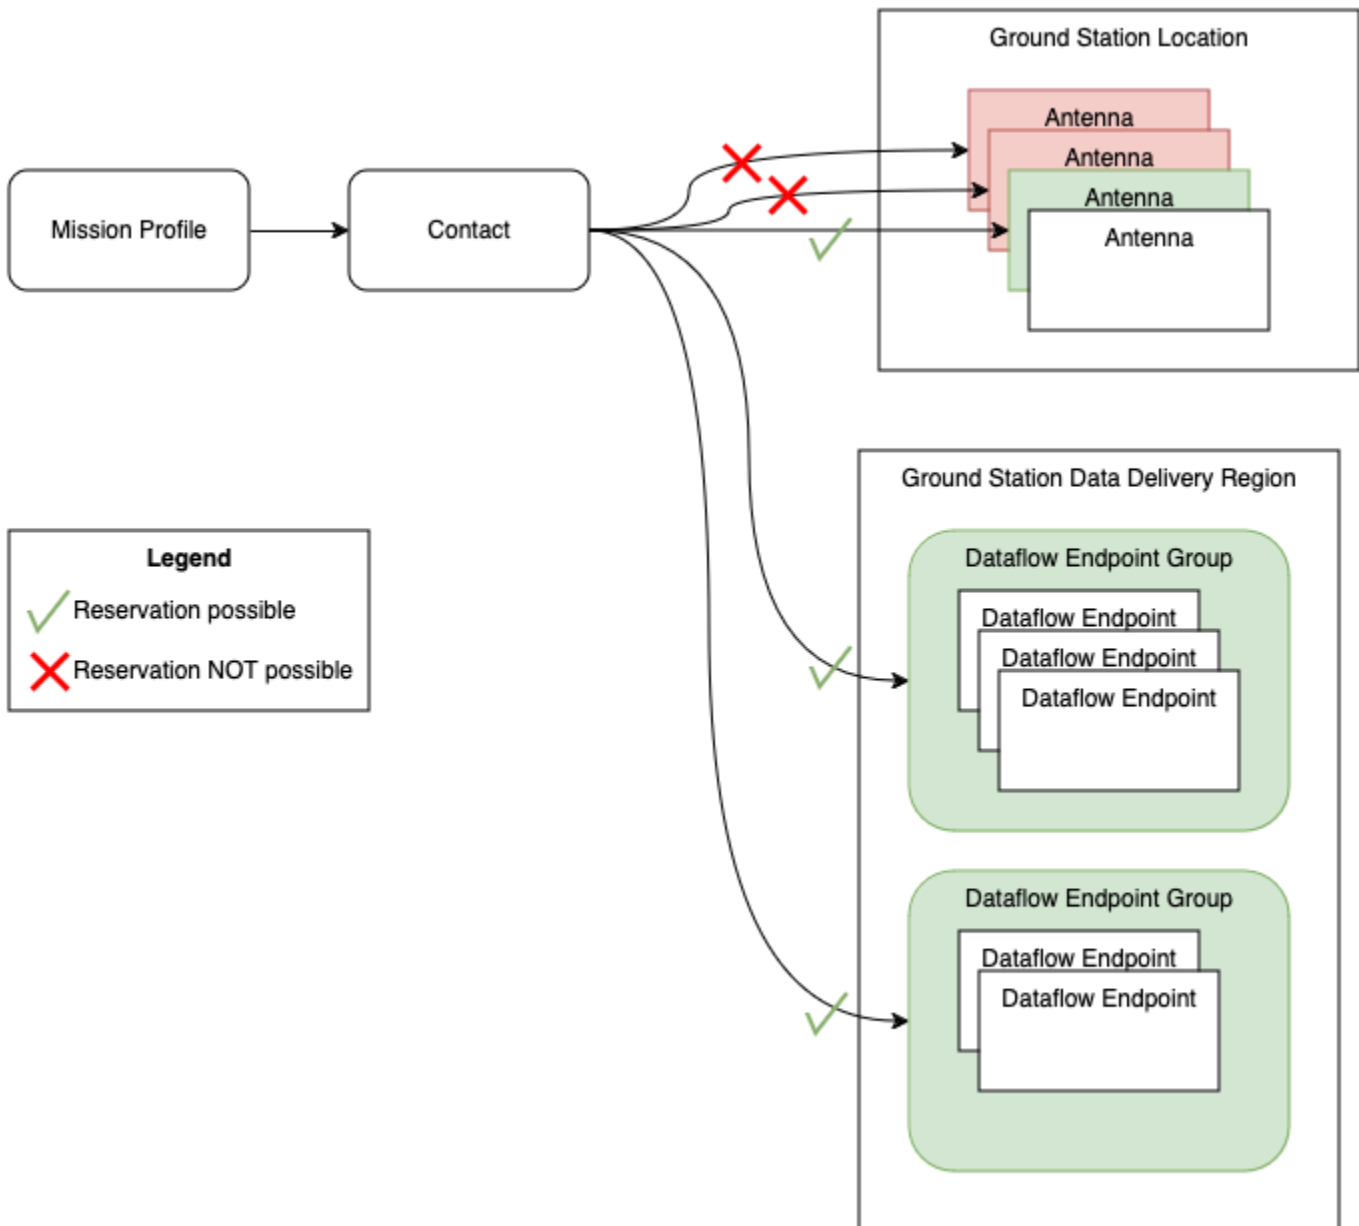 Ground Station Location
Antenna
Antenna
Antenna
Antenna
Mission Profile
Contact
Ground Station Data Delivery Region
Dataflow Endpoint Group
Dataflow Endpoint
Dataflow Endpoint
Dataflow Endpoint
Legend
Reservation possible
Reservation NOT possible
Dataflow Endpoint Group
Dataflow Endpoint
Dataflow Endpoint